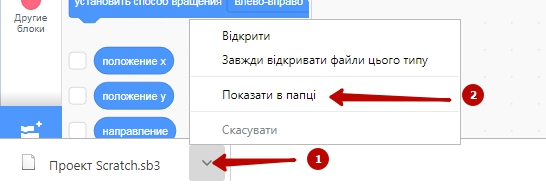 установить способ вращения влево-вправо
Другие
блоки
положение x
положение y
направление
Відкрити
Завжди відкривати файли цього типу
Показати в папці
2
Скасувати
Проект Scratch.sb3
1